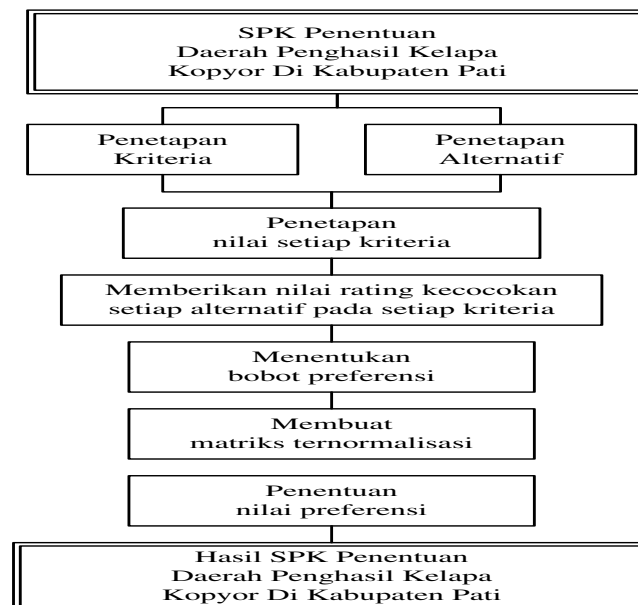 SPK Penentuan
Daerah Penghasil Kelapa
Kopyor Di Kabupaten Pati
Penetapan
Kriteria
Penetapan
Alternatif
Penetapan
nilai setiap kriteria
Memberikan nilai rating kecocokan
setiap alternatif pada setiap kriteria
Menentukan
bobot preferensi
Membuat
matriks ternormalisasi
Penentuan
nilai preferensi
Hasil SPK Penentuan
Daerah Penghasil Kelapa
Kopyor Di Kabupaten Pati